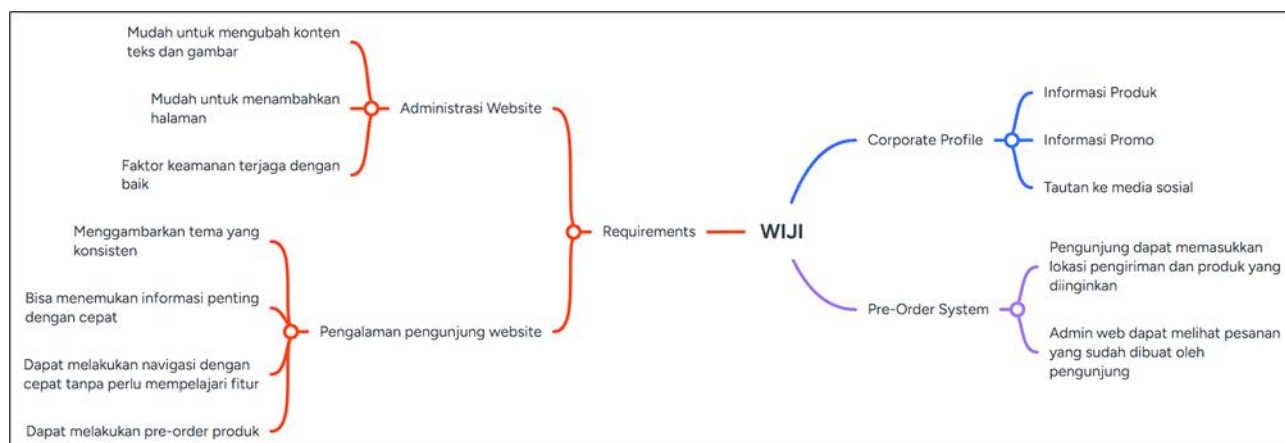 Mudah untuk mengubah konten
teks dan gambar
Mudah untuk menambahkan
halaman
Faktor keamanan terjaga dengan
baik
Administrasi Website
Menggambarkan tema yang
konsisten
Bisa menemukan informasi penting
dengan cepat
Dapat melakukan navigasi dengan
cepat tanpa perlu mempelajari fitur
Dapat melakukan pre-order produk
Pengalaman pengunjung website
Requirements
WIJI
Corporate Profile
Informasi Produk
Informasi Promo
Tautan ke media sosial
Pre-Order System
Pengunjung dapat memasukkan
lokasi pengiriman dan produk yang
diinginkan
Admin web dapat melihat pesanan
yang sudah dibuat oleh
pengunjung